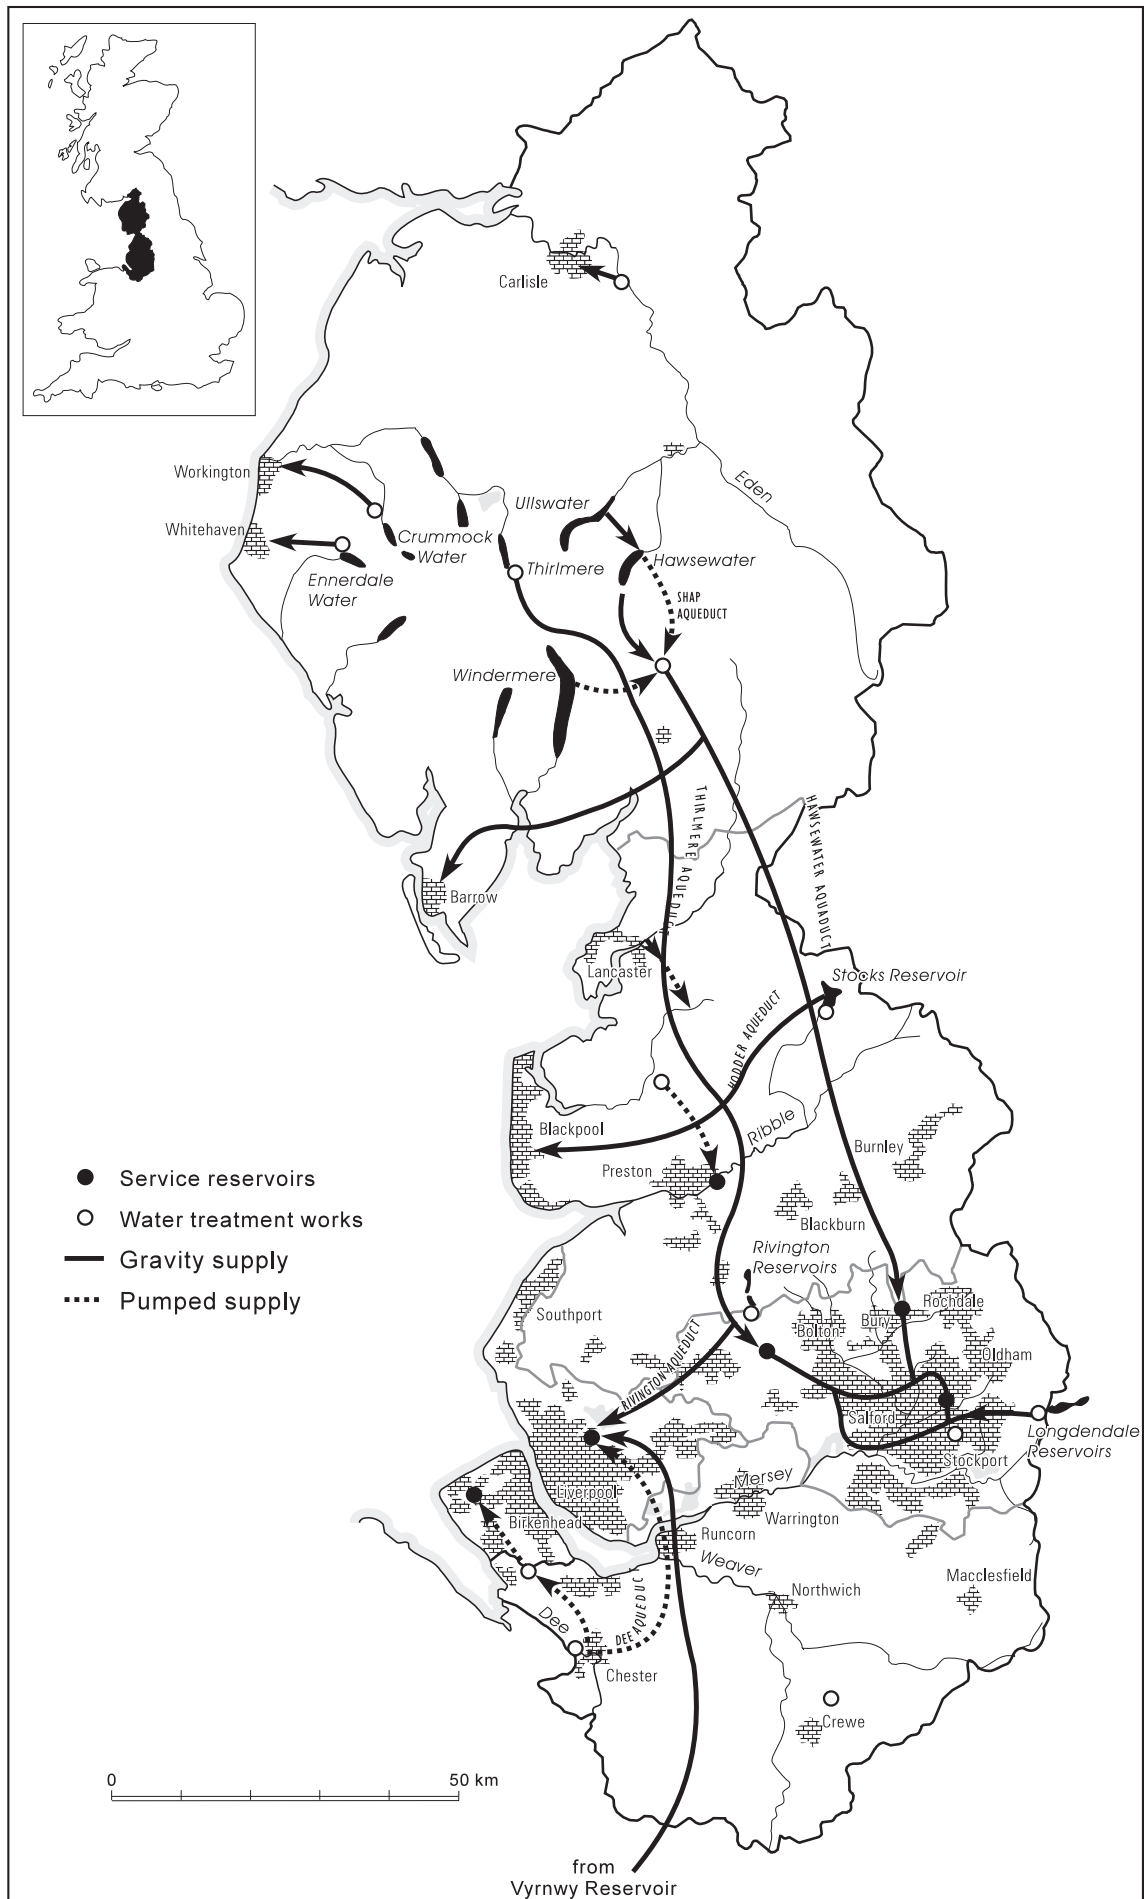 Carlisle
Workington
Whitehaven
Ennerdale
Water
Crummock
Water
Thirlmere
Ullswater
Hawsewater
Eden
SHAP
AQUEDUCT
Windermere
THIRLMERE AQUEDUCT
HAWSEWATER AQUADUCT
Barrow
Lancaster
Stocks Reservoir
HODDER AQUEDUCT
Blackpool
Ribble
Preston
Burnley
Blackburn
Service reservoirs
Water treatment works
Gravity supply
Pumped supply
Rivington
Reservoirs
Southport
Bolton
Bury
Rochdale
Oldham
RIVINGTON AQUEDUCT
Salford
Longdendale
Reservoirs
Stockport
Liverpool
Mersey
Birkenhead
Warrington
Runcorn
Weaver
Northwich
Macclesfield
Dee
DEE AQUEDUCT
Chester
Crewe
0 50 km
from
Vyrnwy Reservoir